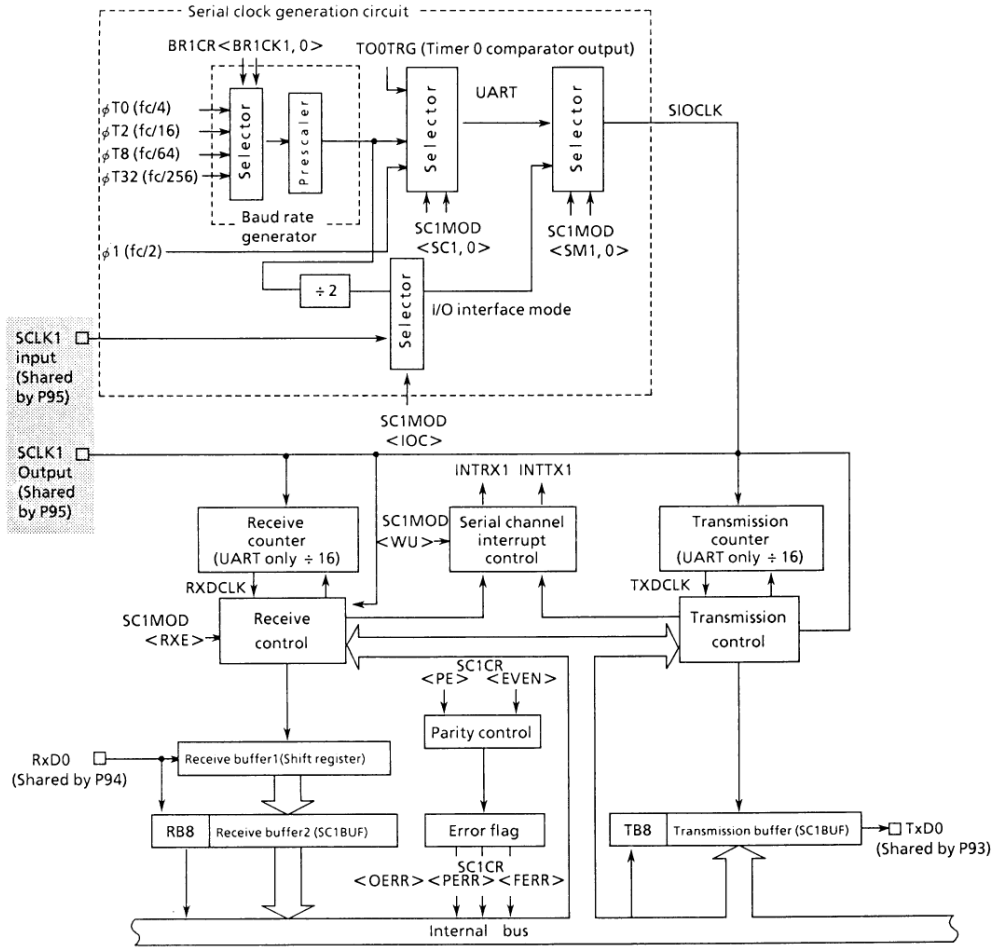 Serial clock generation circuit
BR1CR<BR1CK1, 0>
TO0TRG (Timer 0 comparator output)
UART
SIOCLK
φT0 (fc/4)
φT2 (fc/16)
φT8 (fc/64)
φT32 (fc/256)
Selector
Prescaler
Selector
Selector
Baud rate
generator
SC1MOD
<SC1, 0>
SC1MOD
<SM1, 0>
φ1 (fc/2)
÷ 2
Selector
I/O interface mode
SCLK1
input
(Shared
by P95)
SC1MOD
<IOC>
SCLK1
Output
(Shared
by P95)
INTRX1 INTTX1
Receive
counter
(UART only ÷ 16)
SC1MOD
<WU>
Serial channel
interrupt
control
Transmission
counter
(UART only ÷ 16)
RXDCLK
TXDCLK
SC1MOD
<RXE>
Receive
control
Transmission
control
SC1CR
<PE> <EVEN>
Parity control
RxD0
(Shared by P94)
Receive buffer1(Shift register)
RB8 Receive buffer2 (SC1BUF)
Error flag
TB8 Transmission buffer (SC1BUF)
TxD0
(Shared by P93)
SC1CR
<OERR> <PERR> <FERR>
Internal bus